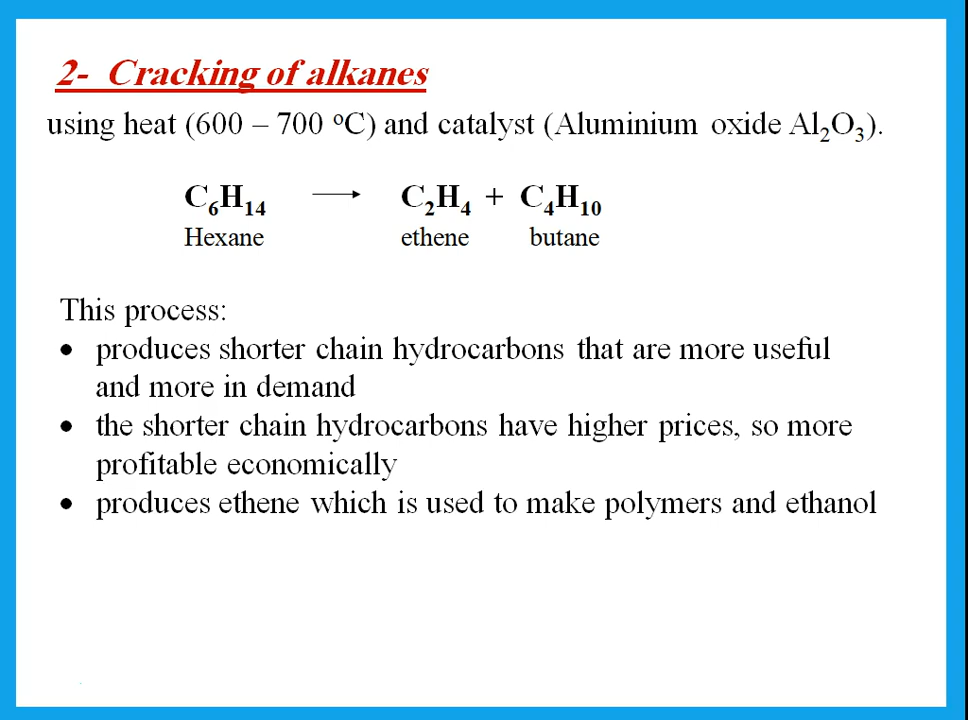 2- Cracking of alkanes
using heat (600 – 700 ⁰C) and catalyst (Aluminium oxide Al₂O₃).
C₆H₁₄ → C₂H₄ + C₄H₁₀
Hexane ethene butane
This process:
• produces shorter chain hydrocarbons that are more useful
and more in demand
• the shorter chain hydrocarbons have higher prices, so more
profitable economically
• produces ethene which is used to make polymers and ethanol